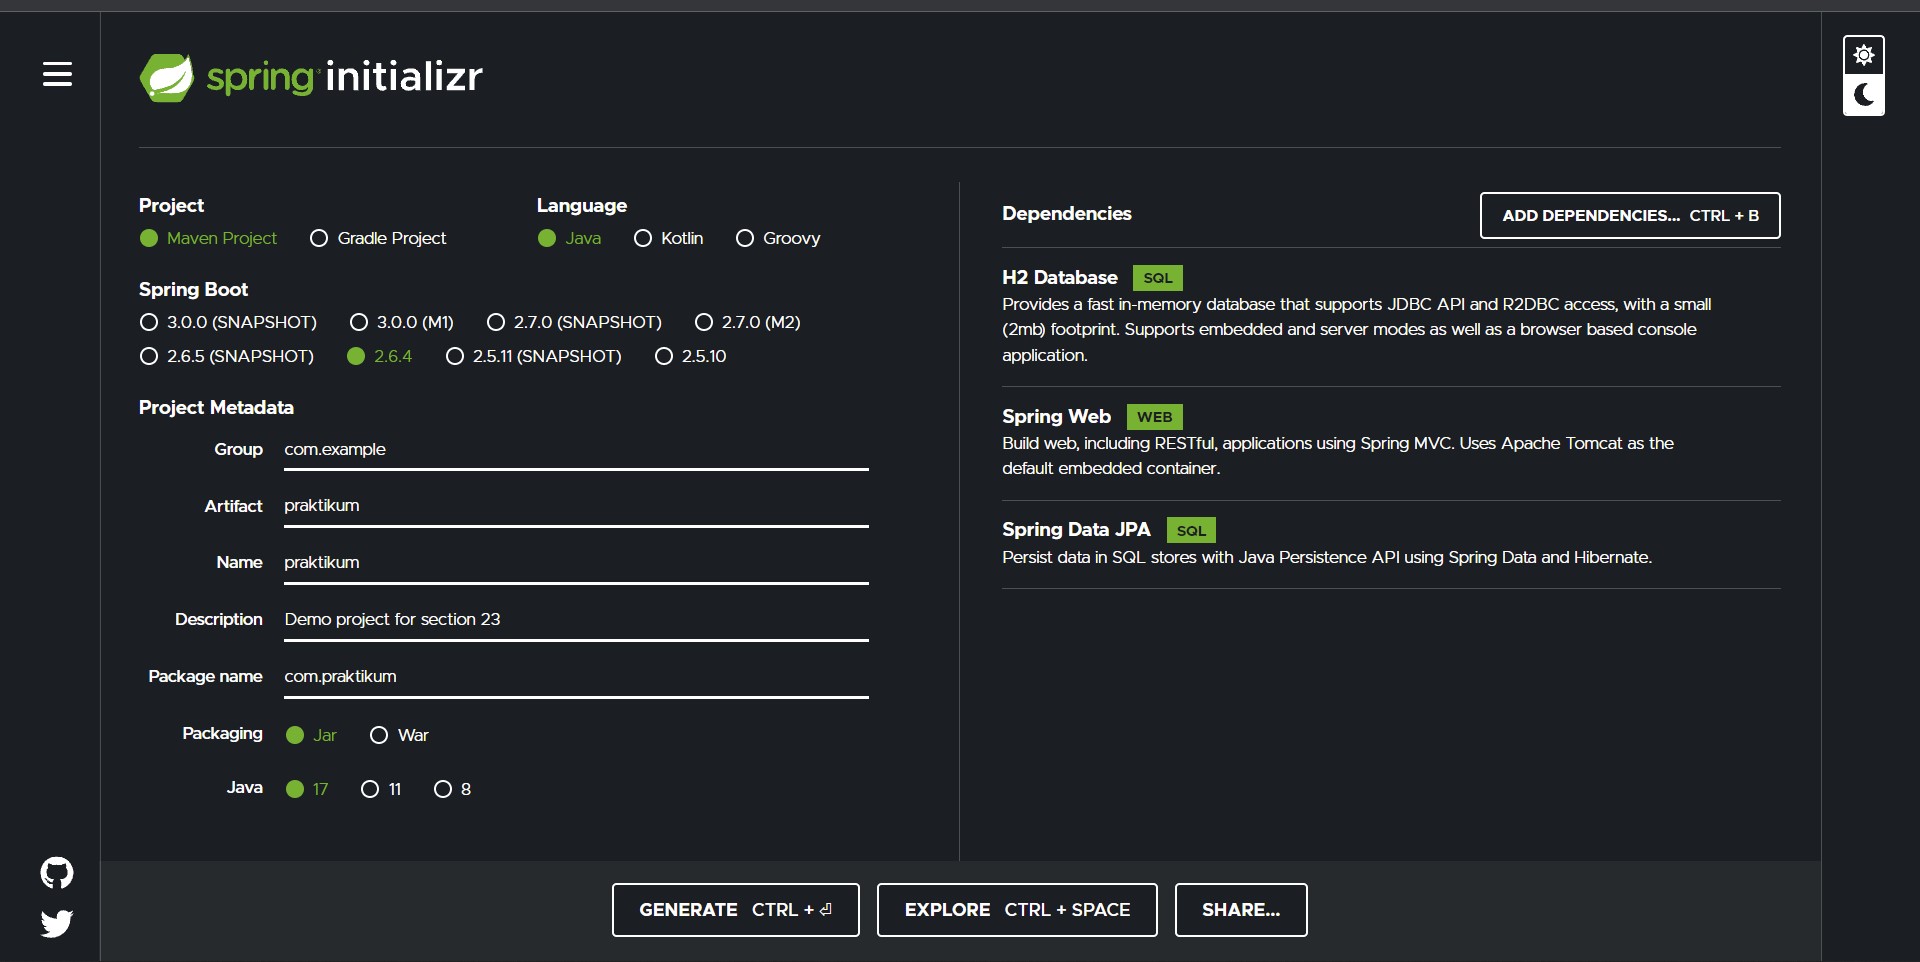 spring initializr
Project
Maven Project Gradle Project
Language
Java Kotlin Groovy
Spring Boot
3.0.0 (SNAPSHOT) 3.0.0 (M1) 2.7.0 (SNAPSHOT) 2.7.0 (M2)
2.6.5 (SNAPSHOT) 2.6.4 2.5.11 (SNAPSHOT) 2.5.10
Project Metadata
Group com.example
Artifact praktikum
Name praktikum
Description Demo project for section 23
Package name com.praktikum
Packaging Jar War
Java 17 11 8
Dependencies
ADD DEPENDENCIES... CTRL + B
H2 Database SQL
Provides a fast in-memory database that supports JDBC API and R2DBC access, with a small
(2mb) footprint. Supports embedded and server modes as well as a browser based console
application.
Spring Web WEB
Build web, including RESTful, applications using Spring MVC. Uses Apache Tomcat as the
default embedded container.
Spring Data JPA SQL
Persist data in SQL stores with Java Persistence API using Spring Data and Hibernate.
GENERATE CTRL + ⏎
EXPLORE CTRL + SPACE
SHARE...